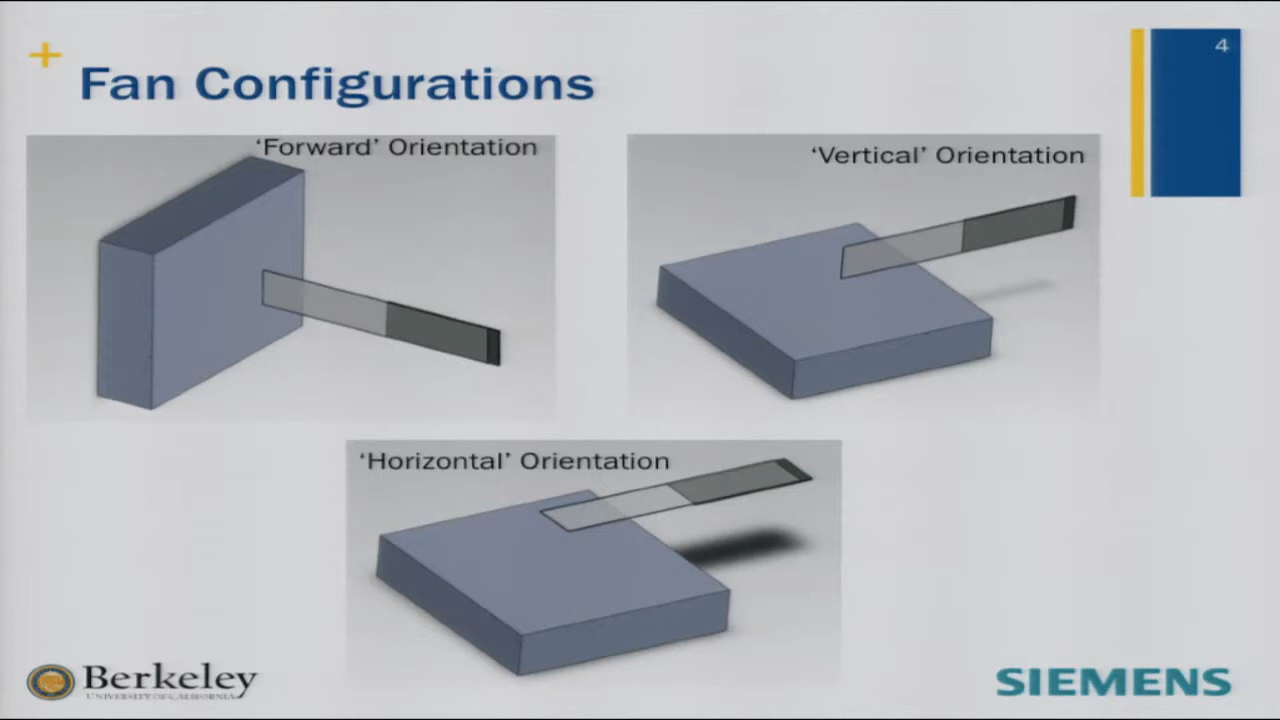 4
Fan Configurations
‘Forward’ Orientation
‘Vertical’ Orientation
‘Horizontal’ Orientation
Berkeley
UNIVERSITY OF CALIFORNIA
SIEMENS